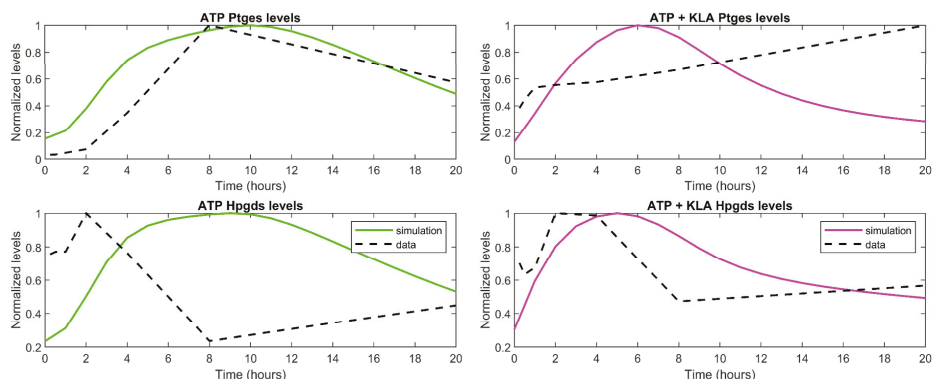 ATP Ptges levels
Normalized levels
1
0.8
0.6
0.4
0.2
0
0 2 4 6 8 10 12 14 16 18 20
Time (hours)
ATP + KLA Ptges levels
Normalized levels
1
0.8
0.6
0.4
0.2
0
0 2 4 6 8 10 12 14 16 18 20
Time (hours)
ATP Hpgds levels
Normalized levels
1
0.8
0.6
0.4
0.2
0 2 4 6 8 10 12 14 16 18 20
Time (hours)
simulation
data
ATP + KLA Hpgds levels
Normalized levels
1
0.8
0.6
0.4
0.2
0 2 4 6 8 10 12 14 16 18 20
Time (hours)
simulation
data